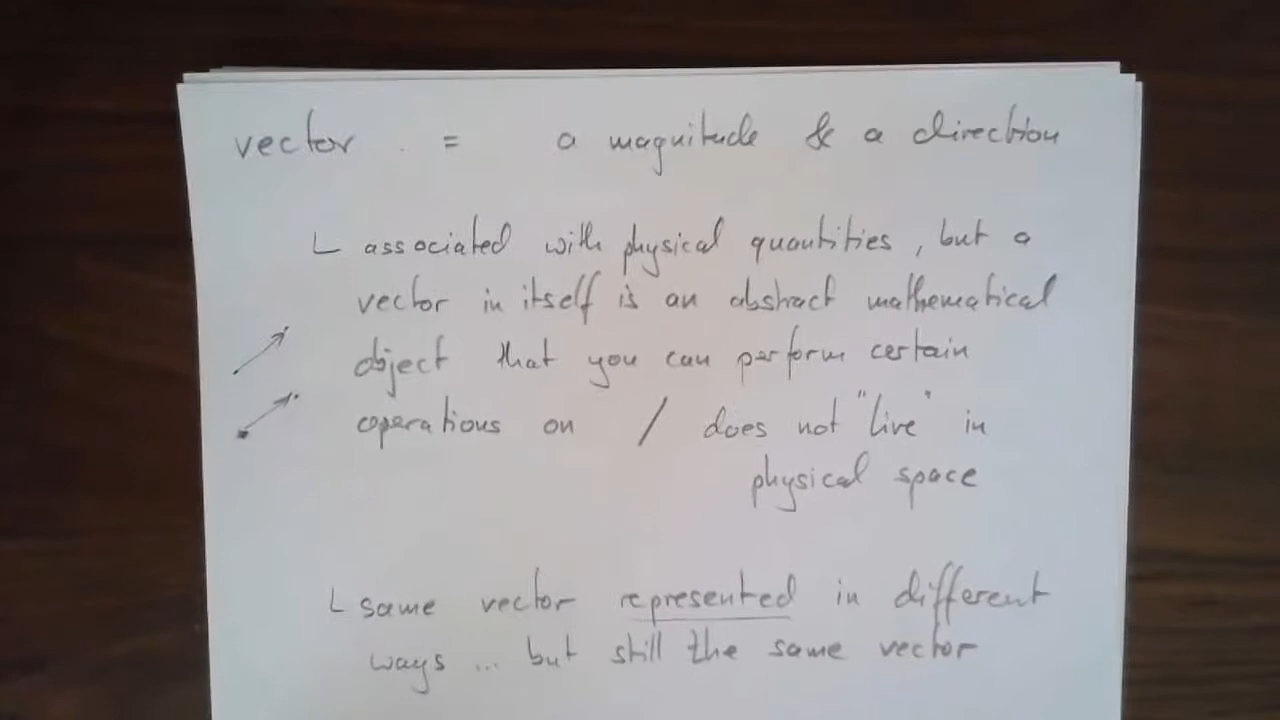 vector = a magnitude & a direction
└ associated with physical quantities, but a
vector in itself is an abstract mathematical
object that you can perform certain
operations on / does not "live" in
physical space
└ same vector represented in different
ways ... but still the same vector